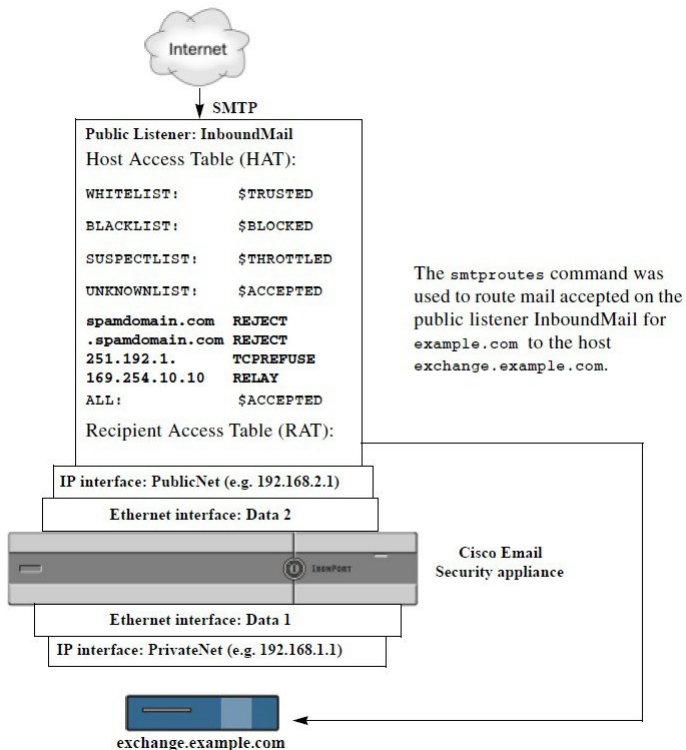 Internet
SMTP
Public Listener: InboundMail
Host Access Table (HAT):
WHITELIST: $TRUSTED
BLACKLIST: $BLOCKED
SUSPECTLIST: $THROTTLED
UNKNOWNLIST: $ACCEPTED
spamdomain.com REJECT
.spamdomain.com REJECT
251.192.1. TCPREFUSE
169.254.10.10 RELAY
ALL: $ACCEPTED
Recipient Access Table (RAT):
The smtproutes command was
used to route mail accepted on the
public listener InboundMail for
example.com to the host
exchange.example.com.
IP interface: PublicNet (e.g. 192.168.2.1)
Ethernet interface: Data 2
IRONPORT
Cisco Email
Security appliance
Ethernet interface: Data 1
IP interface: PrivateNet (e.g. 192.168.1.1)
exchange.example.com